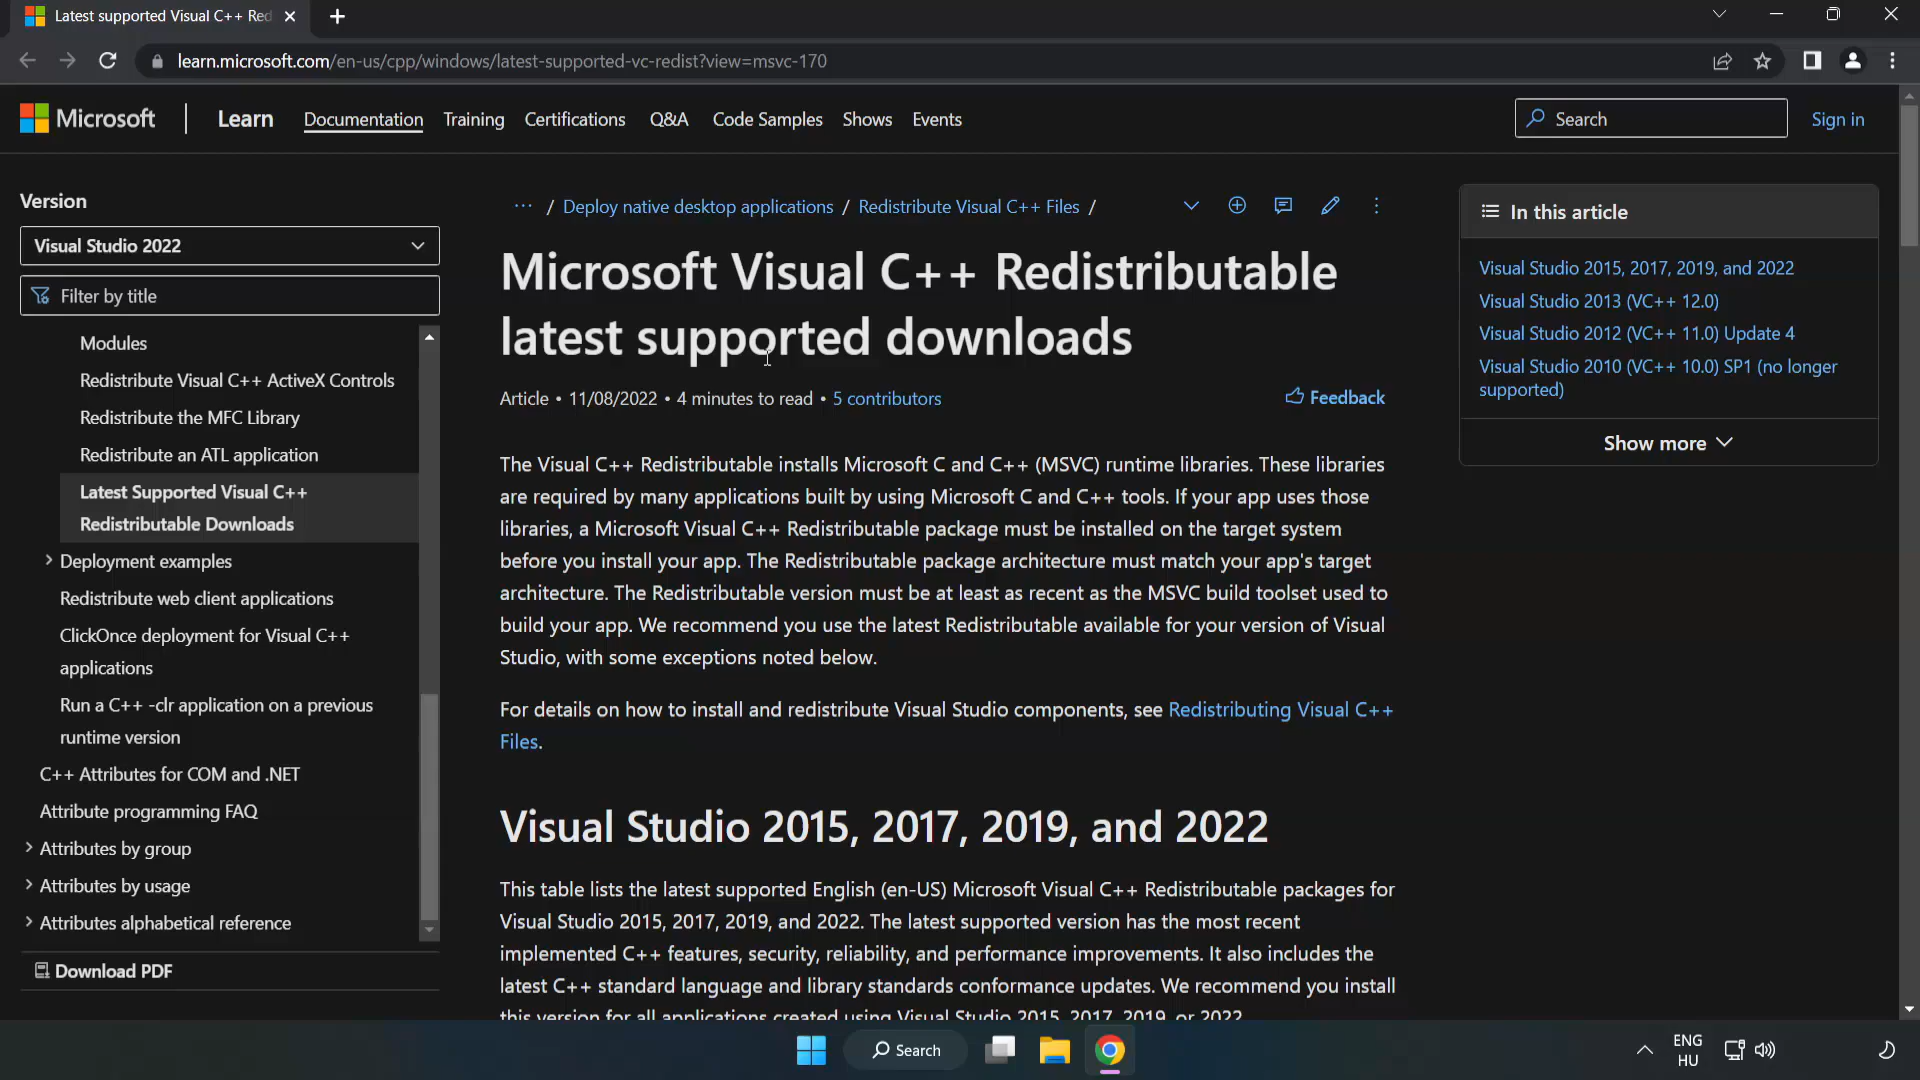 Latest supported Visual C++ Red
learn.microsoft.com/en-us/cpp/windows/latest-supported-vc-redist?view=msvc-170
Microsoft
Learn
Documentation
Training
Certifications
Q&A
Code Samples
Shows
Events
Search
Sign in
Version
Visual Studio 2022
Filter by title
Modules
Redistribute Visual C++ ActiveX Controls
Redistribute the MFC Library
Redistribute an ATL application
Latest Supported Visual C++
Redistributable Downloads
Deployment examples
Redistribute web client applications
ClickOnce deployment for Visual C++
applications
Run a C++ -clr application on a previous
runtime version
C++ Attributes for COM and .NET
Attribute programming FAQ
Attributes by group
Attributes by usage
Attributes alphabetical reference
Download PDF
··· / Deploy native desktop applications / Redistribute Visual C++ Files /
Microsoft Visual C++ Redistributable
latest supported downloads
Article • 11/08/2022 • 4 minutes to read • 5 contributors
Feedback
The Visual C++ Redistributable installs Microsoft C and C++ (MSVC) runtime libraries. These libraries
are required by many applications built by using Microsoft C and C++ tools. If your app uses those
libraries, a Microsoft Visual C++ Redistributable package must be installed on the target system
before you install your app. The Redistributable package architecture must match your app's target
architecture. The Redistributable version must be at least as recent as the MSVC build toolset used to
build your app. We recommend you use the latest Redistributable available for your version of Visual
Studio, with some exceptions noted below.
For details on how to install and redistribute Visual Studio components, see Redistributing Visual C++
Files.
Visual Studio 2015, 2017, 2019, and 2022
This table lists the latest supported English (en-US) Microsoft Visual C++ Redistributable packages for
Visual Studio 2015, 2017, 2019, and 2022. The latest supported version has the most recent
implemented C++ features, security, reliability, and performance improvements. It also includes the
latest C++ standard language and library standards conformance updates. We recommend you install
this version for all applications created using Visual Studio 2015, 2017, 2019, or 2022.
In this article
Visual Studio 2015, 2017, 2019, and 2022
Visual Studio 2013 (VC++ 12.0)
Visual Studio 2012 (VC++ 11.0) Update 4
Visual Studio 2010 (VC++ 10.0) SP1 (no longer
supported)
Show more
Search
ENG
HU